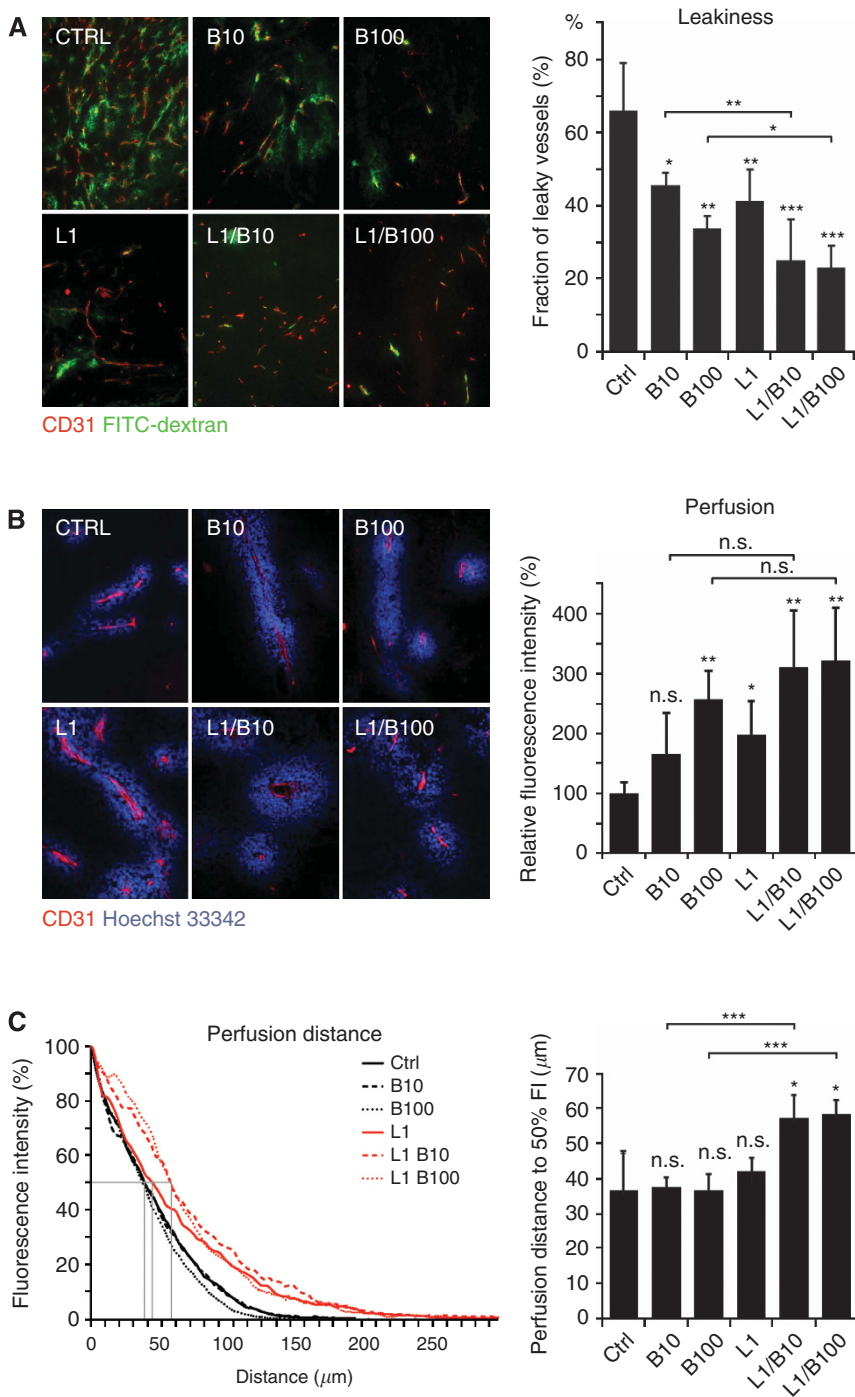 A
CTRL
B10
B100
L1
L1/B10
L1/B100
CD31 FITC-dextran
Leakiness
%
Fraction of leaky vessels (%)
80
60
40
20
0
**
*
*
**
**
***
***
Ctrl
B10
B100
L1
L1/B10
L1/B100
B
CTRL
B10
B100
L1
L1/B10
L1/B100
CD31 Hoechst 33342
Perfusion
n.s.
n.s.
Relative fluorescence intensity (%)
400
300
200
100
0
n.s.
**
*
**
**
Ctrl
B10
B100
L1
L1/B10
L1/B100
C
Perfusion distance
Fluorescence intensity (%)
100
80
60
40
20
0
0 50 100 150 200 250
Distance (μm)
Ctrl
B10
B100
L1
L1 B10
L1 B100
***
***
Perfusion distance to 50% FI (μm)
70
60
50
40
30
20
10
0
n.s.
n.s.
n.s.
*
*
Ctrl
B10
B100
L1
L1/B10
L1/B100